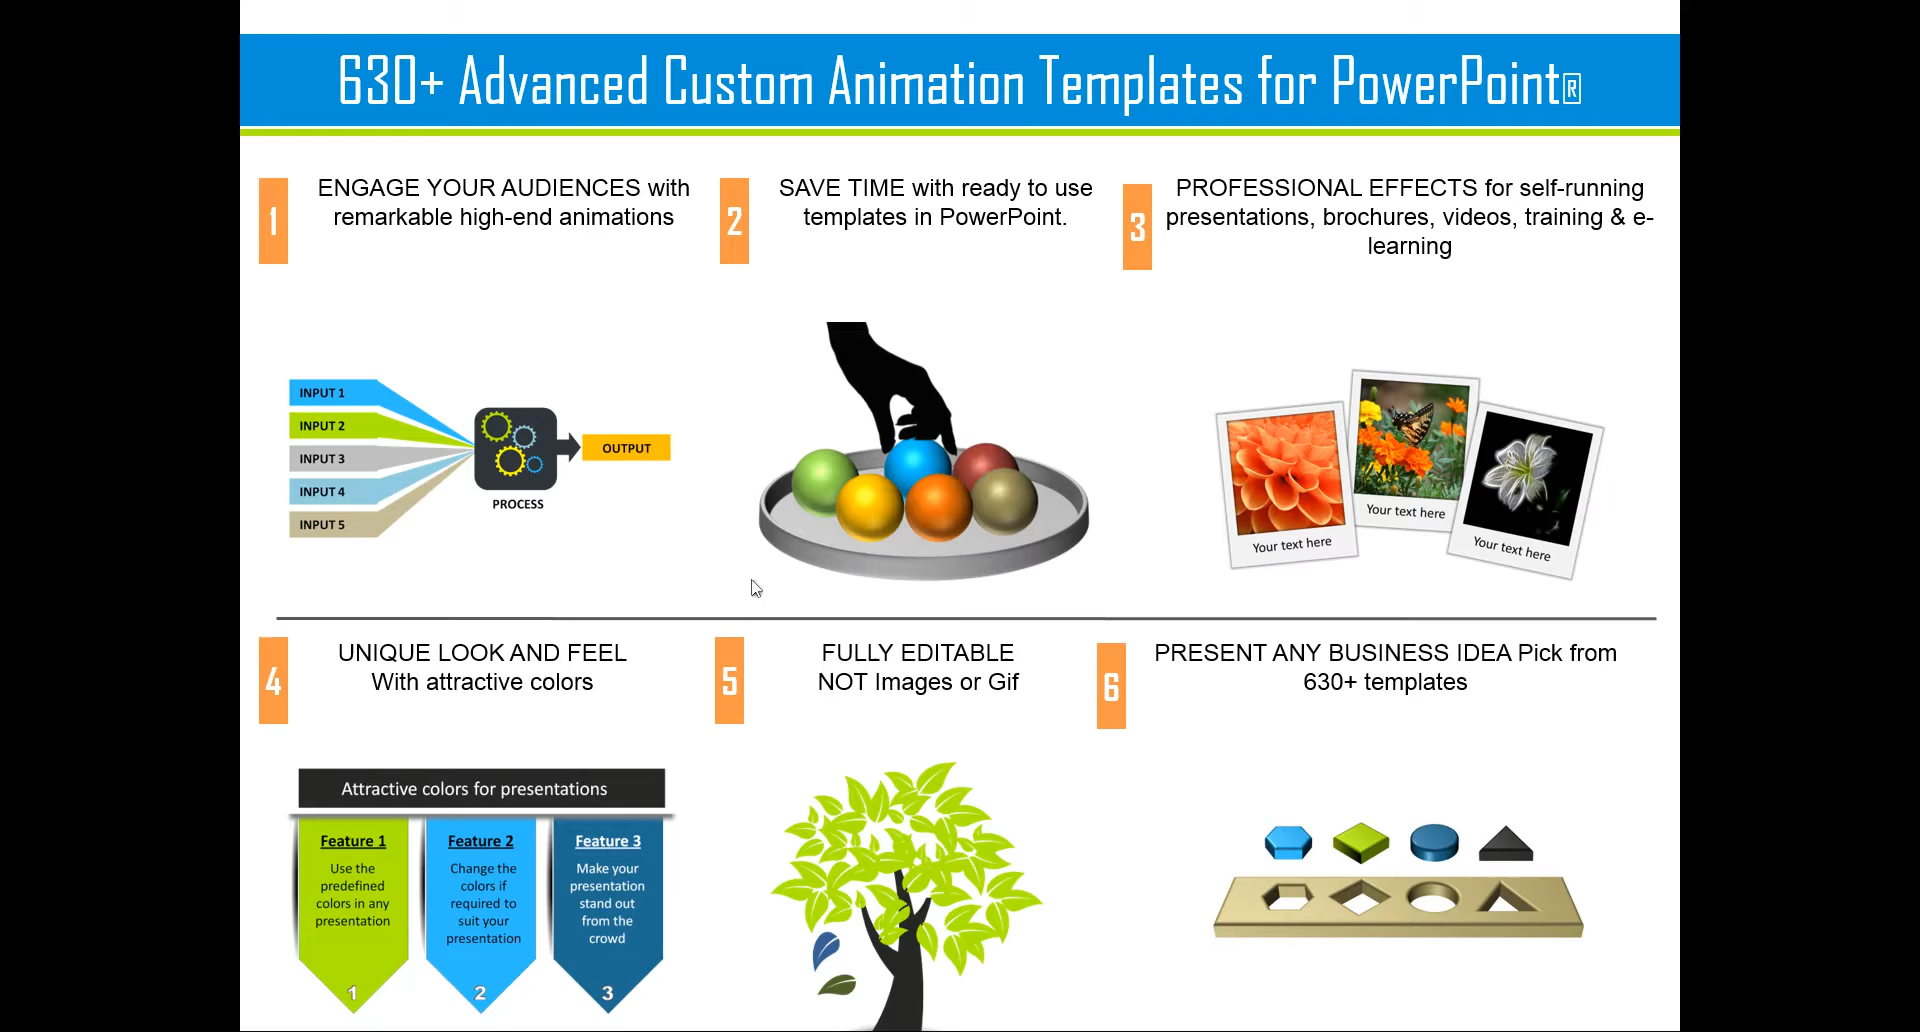 630+ Advanced Custom Animation Templates for PowerPoint®
1
ENGAGE YOUR AUDIENCES with
remarkable high-end animations
2
SAVE TIME with ready to use
templates in PowerPoint.
3
PROFESSIONAL EFFECTS for self-running
presentations, brochures, videos, training & e-
learning
INPUT 1
INPUT 2
INPUT 3
INPUT 4
INPUT 5
PROCESS
OUTPUT
Your text here
Your text here
Your text here
4
UNIQUE LOOK AND FEEL
With attractive colors
5
FULLY EDITABLE
NOT Images or Gif
6
PRESENT ANY BUSINESS IDEA Pick from
630+ templates
Attractive colors for presentations
Feature 1
Use the
predefined
colors in any
presentation
1
Feature 2
Change the
colors if
required to
suit your
presentation
2
Feature 3
Make your
presentation
stand out
from the
crowd
3